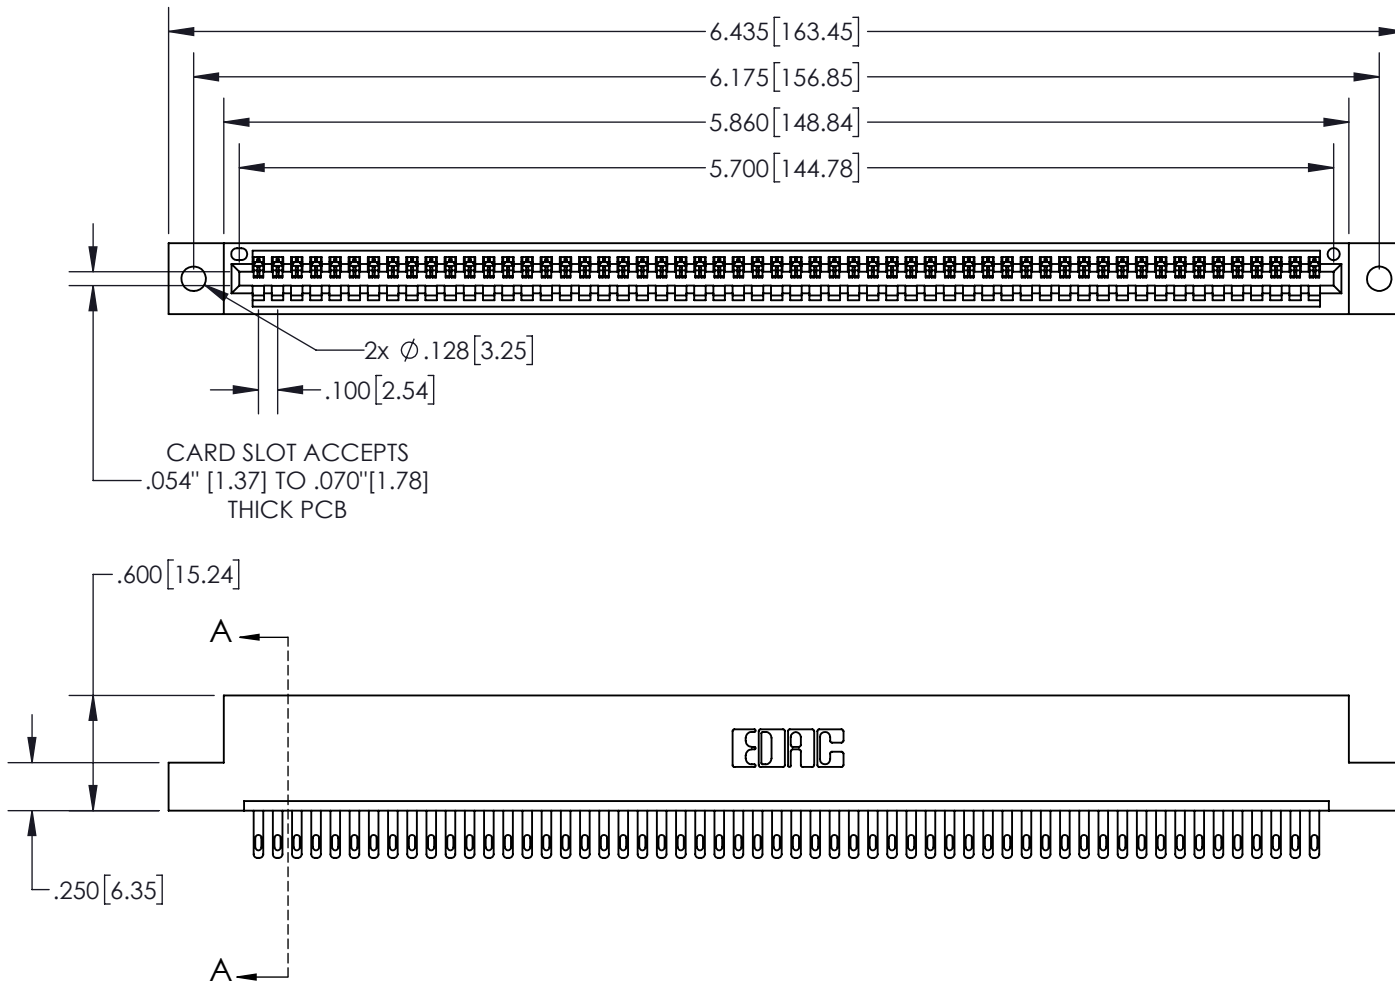 6.435[163.45]
6.175[156.85]
5.860[148.84]
5.700[144.78]
2x Ø.128[3.25]
.100[2.54]
CARD SLOT ACCEPTS
.054" [1.37] TO .070"[1.78]
THICK PCB
.600[15.24]
A
EDAC
.250[6.35]
A